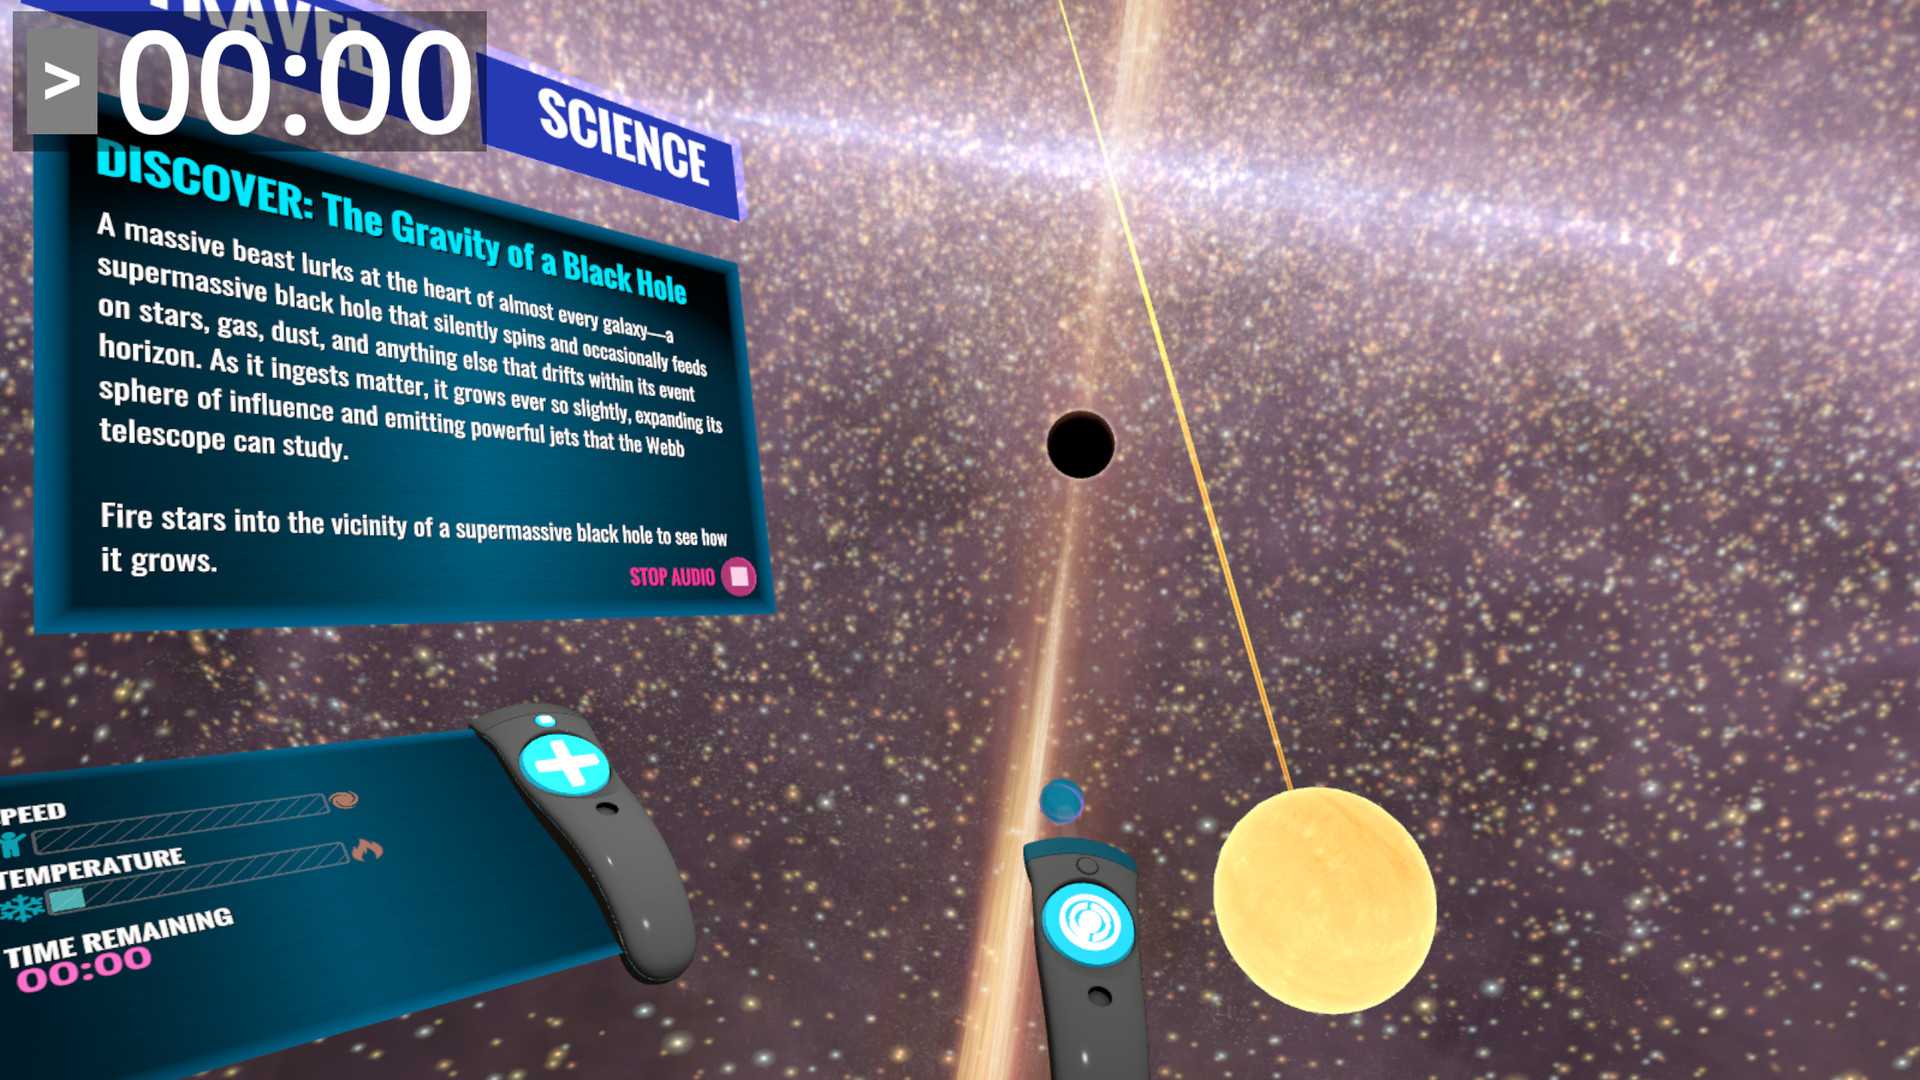 TRAVEL
> 00:00
SCIENCE
DISCOVER: The Gravity of a Black Hole
A massive beast lurks at the heart of almost every galaxy—a
supermassive black hole that silently spins and occasionally feeds
on stars, gas, dust, and anything else that drifts within its event
horizon. As it ingests matter, it grows ever so slightly, expanding its
sphere of influence and emitting powerful jets that the Webb
telescope can study.
Fire stars into the vicinity of a supermassive black hole to see how
it grows.
STOP AUDIO
PEED
TEMPERATURE
TIME REMAINING
00:00